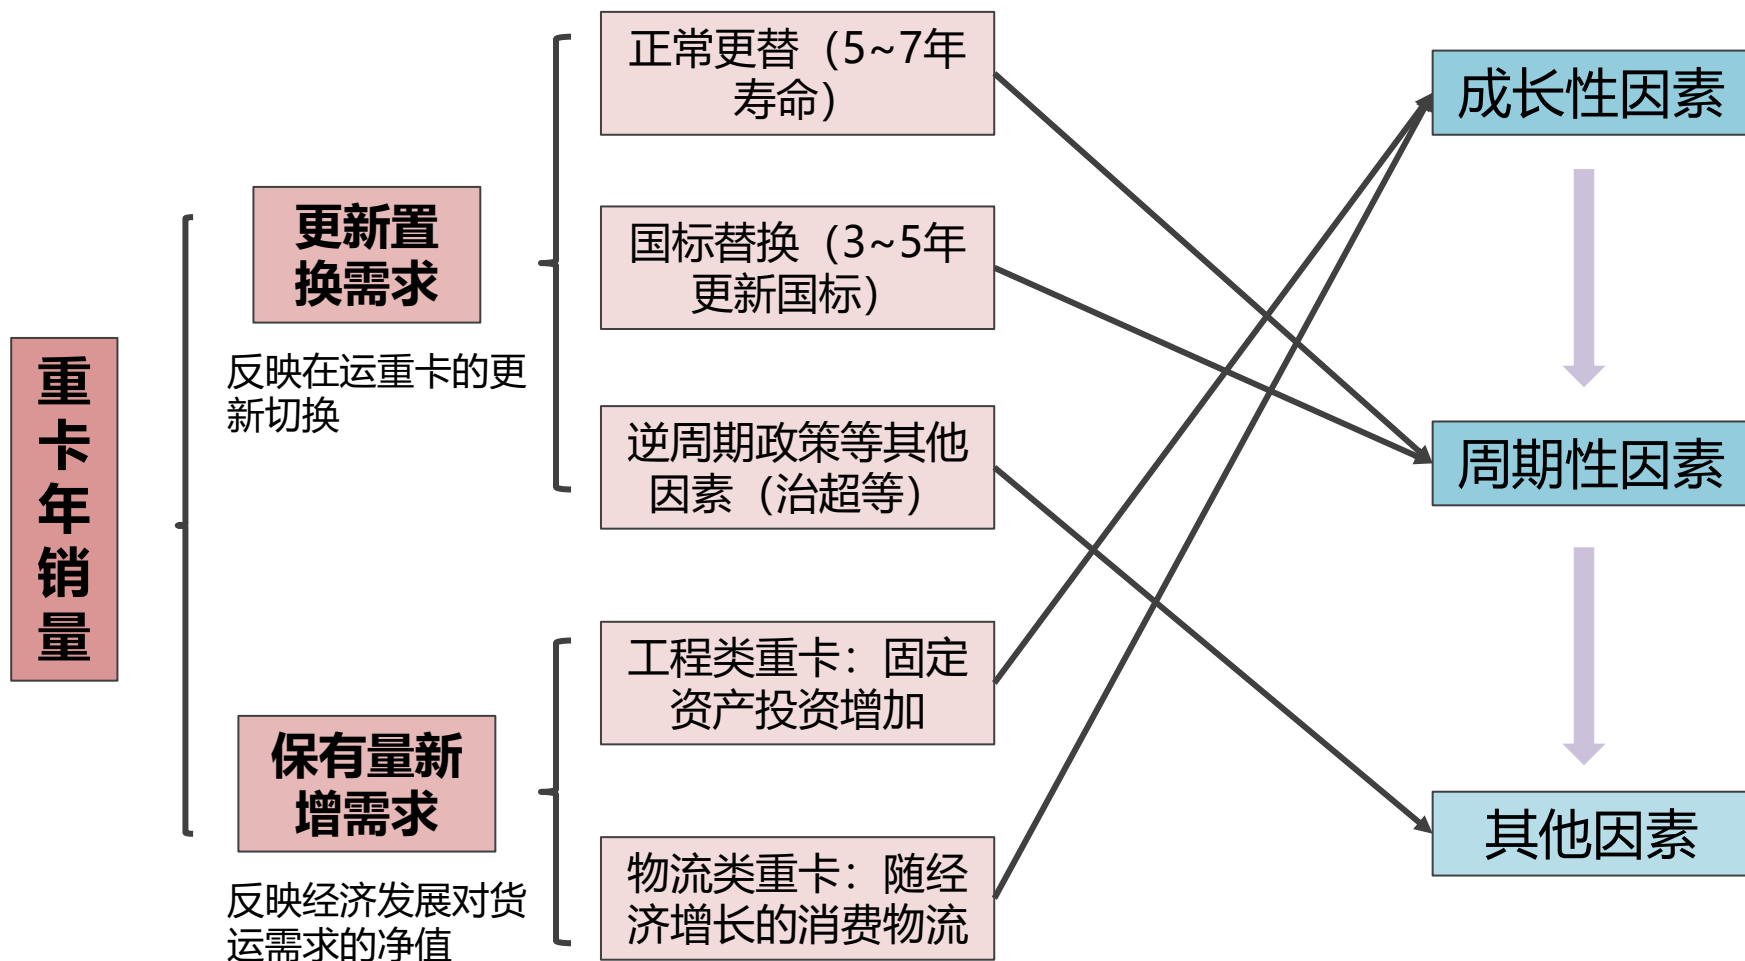 重
卡
年
销
量
更新置
换需求
反映在运重卡的更
新切换
保有量新
增需求
反映经济发展对货
运需求的净值
正常更替（5~7年
寿命）
国标替换（3~5年
更新国标）
逆周期政策等其他
因素（治超等）
工程类重卡：固定
资产投资增加
物流类重卡：随经
济增长的消费物流
成长性因素
周期性因素
其他因素